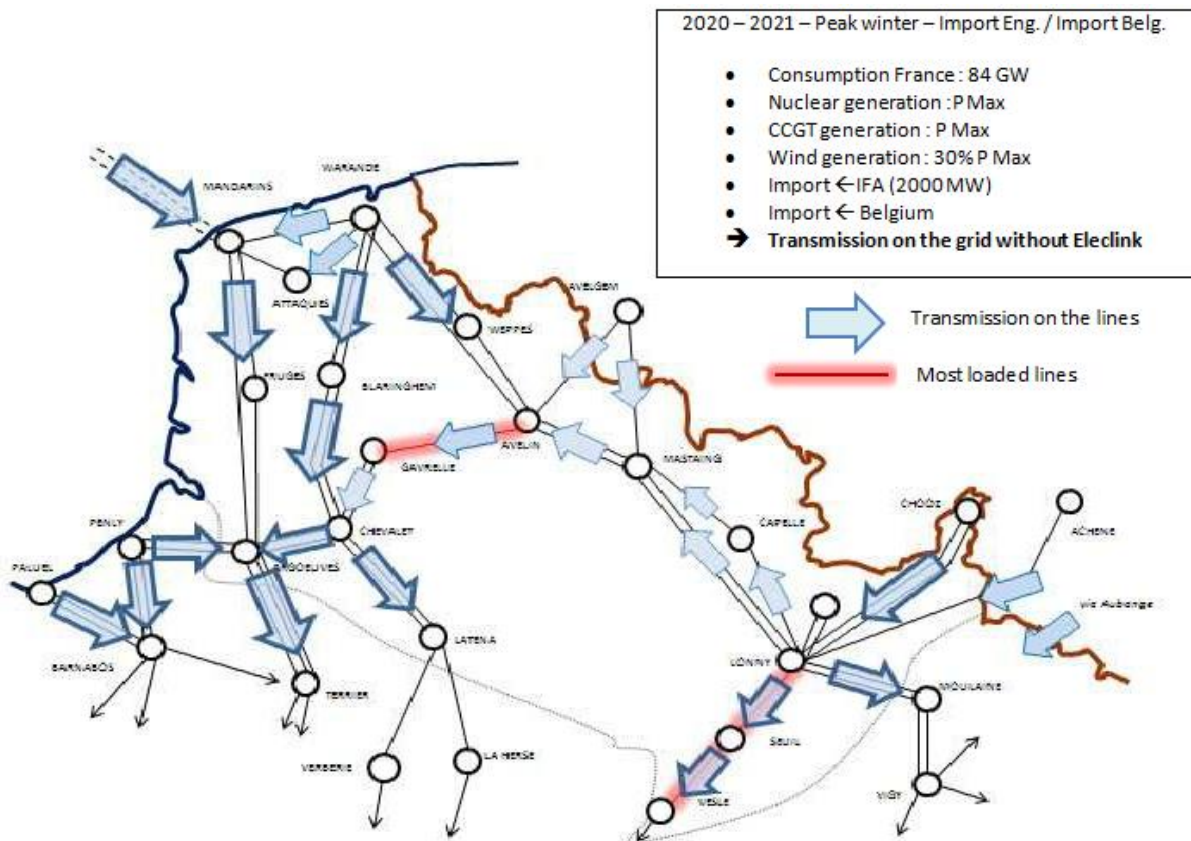 2020 – 2021 – Peak winter – Import Eng. / Import Belg.
• Consumption France : 84 GW
• Nuclear generation : P Max
• CCGT generation : P Max
• Wind generation : 30% P Max
• Import ← IFA (2000 MW)
• Import ← Belgium
➔ Transmission on the grid without Eleclink
Transmission on the lines
Most loaded lines
WARANDE
MANDARINS
ATTAQUES
AVELGEM
WEPPES
FRUGES
BLARINGHEM
AVELIN
GAVRELLE
MASTAING
CHOOZ
ACHENE
PENLY
CHEVALET
CAPELLE
ARGOEUVES
PALUEL
via Aubange
LATENA
BARNABOS
LONNY
TERRIER
MOULAINE
SEUIL
VERBERIE
LA HERSE
VIGY
VESLE